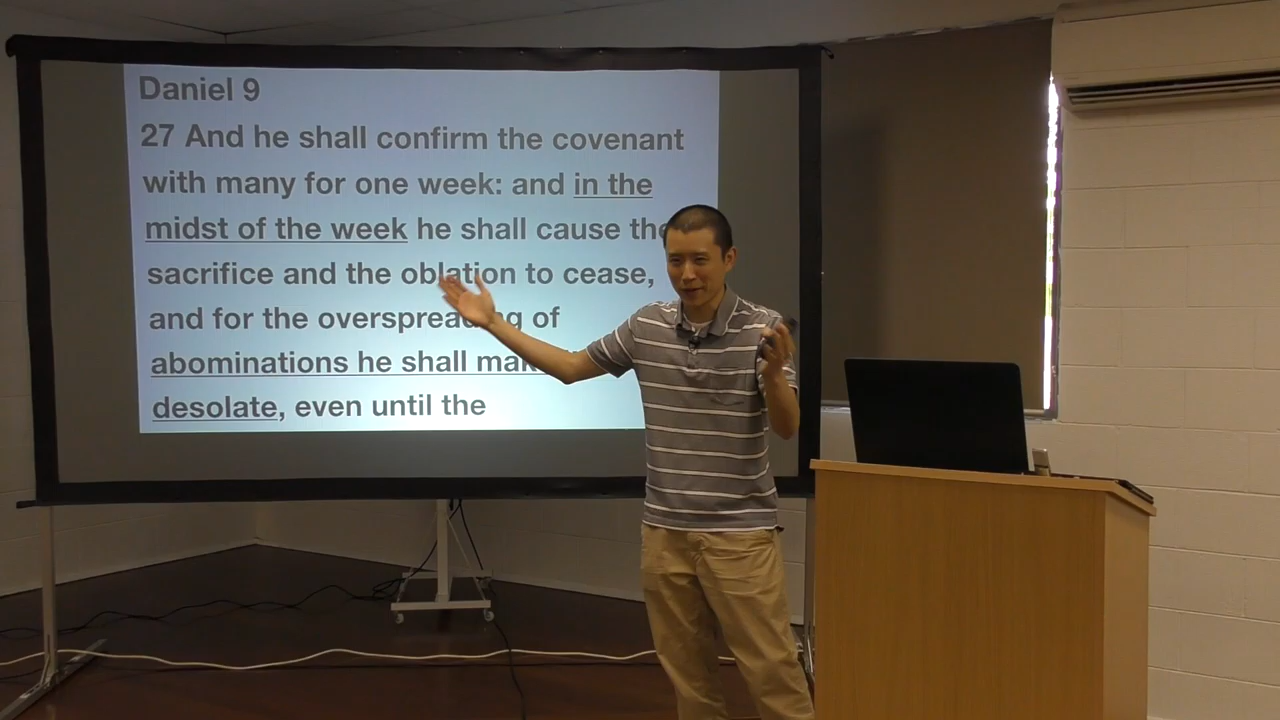 Daniel 9
27 And he shall confirm the covenant
with many for one week: and in the
midst of the week he shall cause the
sacrifice and the oblation to cease,
and for the overspreading of
abominations he shall make
desolate, even until the